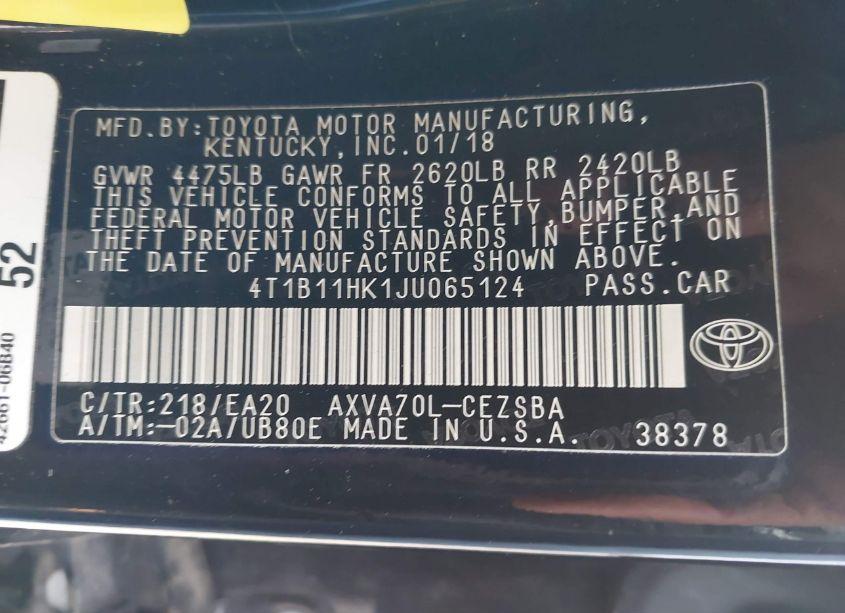 MFD.BY:TOYOTA MOTOR MANUFACTURING,
KENTUCKY,INC.01/18
GVWR 4475LB GAWR FR 2620LB RR 2420LB
THIS VEHICLE CONFORMS TO ALL APPLICABLE
FEDERAL MOTOR VEHICLE SAFETY,BUMPER,AND
THEFT PREVENTION STANDARDS IN EFFECT ON
THE DATE OF MANUFACTURE SHOWN ABOVE.
4T1B11HK1JU065124 PASS.CAR
C/TR:218/EA20 AXVA70L-CEZSBA
A/TM:-02A/UB80E MADE IN U.S.A. 38378
52
42661-06B40